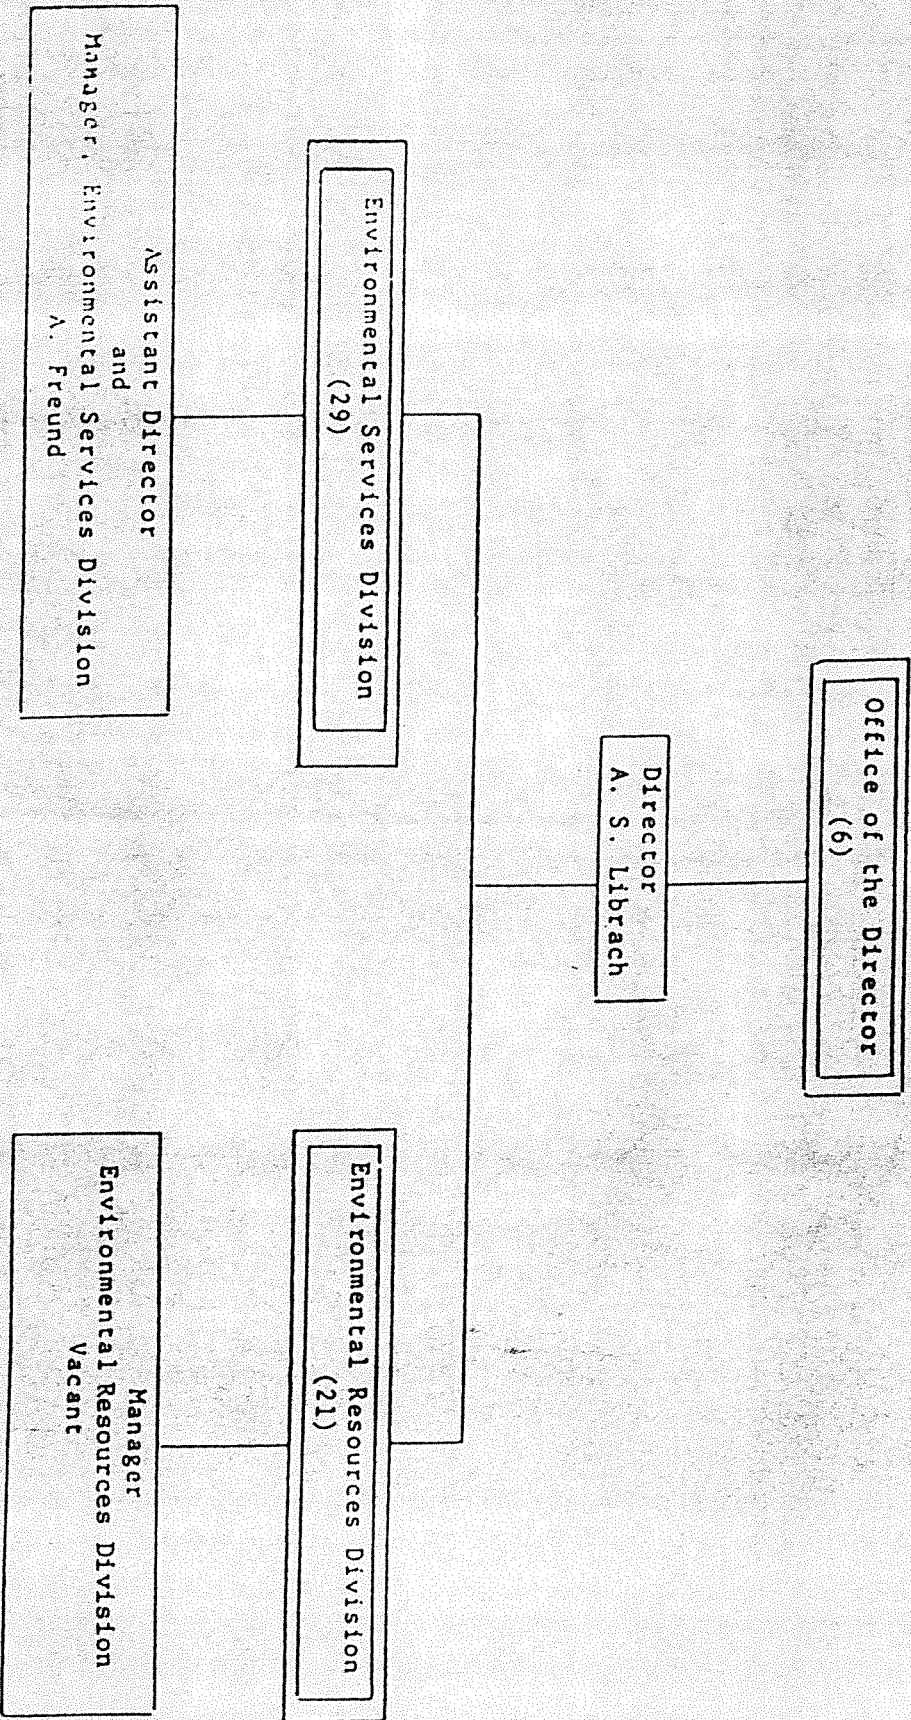 Office of the Director
(6)
Director
A. S. Librach
Environmental Services Division
(29)
Environmental Resources Division
(21)
Assistant Director
and
Manager, Environmental Services Division
A. Freund
Manager
Environmental Resources Division
Vacant